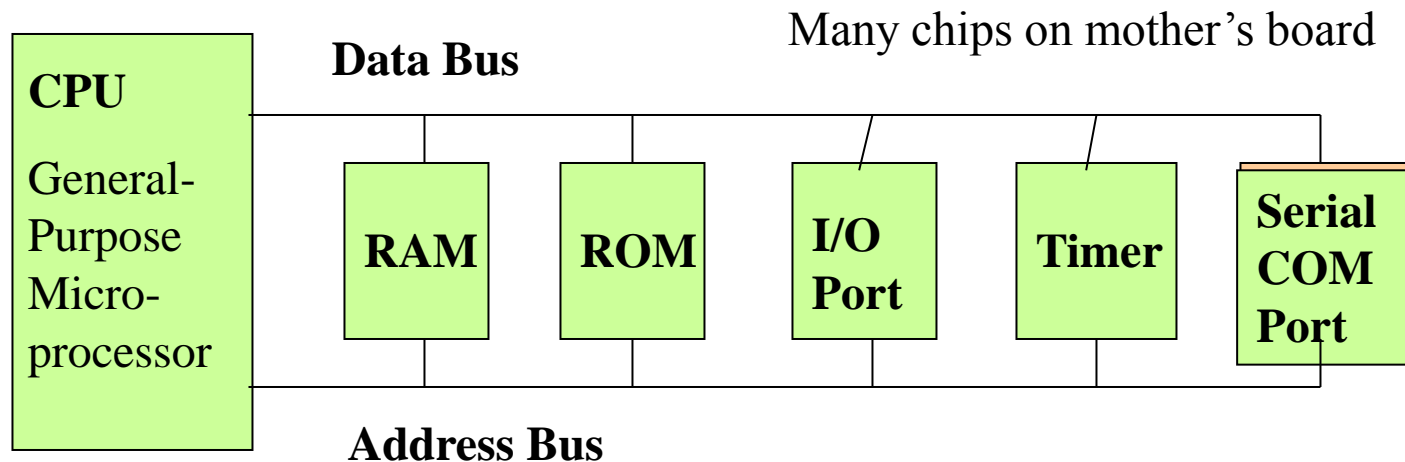 Many chips on mother’s board
Data Bus
CPU
General-
Purpose
Micro-
processor
RAM
ROM
I/O
Port
Timer
Serial
COM
Port
Address Bus